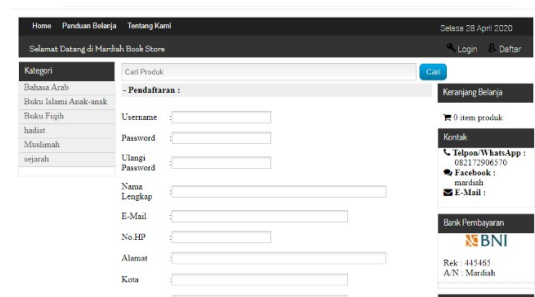 Home Panduan Belanja Tentang Kami
Selasa 28 April 2020
Selamat Datang di Mardiah Book Store
Login Daftar
Kategori
Bahasa Arab
Buku Islami Anak-anak
Buku Fiqih
hadist
Muslimah
sejarah
Cari Produk
Cari
- Pendaftaran :
Username :
Password :
Ulangi
Password :
Nama
Lengkap :
E-Mail :
No.HP :
Alamat :
Kota :
Keranjang Belanja
0 item produk
Kontak
Telpon/WhatsApp :
082172906570
Facebook :
mardiah
E-Mail :
Bank Pembayaran
BNI
Rek : 445465
A/N : Mardiah